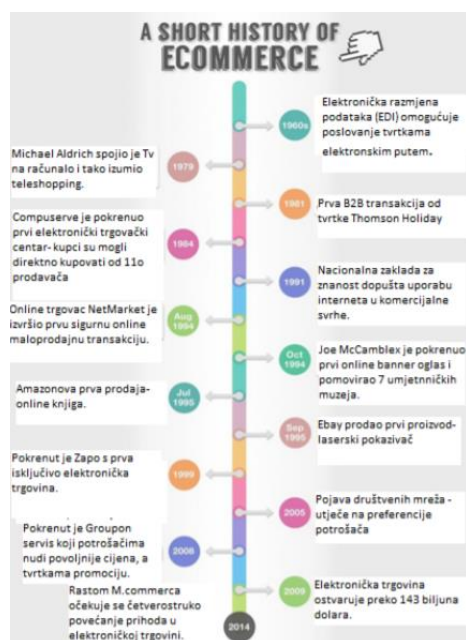 A SHORT HISTORY OF
ECOMMERCE
1960s
Elektronička razmjena
podataka (EDI) omogućuje
poslovanje tvrtkama
elektronskim putem.
Michael Aldrich spojio je Tv
na računalo i tako izumio
teleshopping.
1979
1981
Prva B2B transakcija od
tvrtke Thomson Holiday
Compuserve je pokrenuo
prvi električni trgovački
centar- kupci su mogli
direktno kupovati od 11o
prodavača
1984
1991
Nacionalna zaklada za
znanost dopušta uporabu
interneta u komercijalne
svrhe.
Online trgovac NetMarket je
izvršio prvu sigurnu online
maloprodajnu transakciju.
Aug
1994
Oct
1994
Joe McCamblex je pokrenuo
prvi online banner oglas i
pomovirao 7 umjetnničkih
muzeja.
Amazonova prva prodaja-
online knjiga.
Jul
1995
Sep
1995
Ebay prodao prvi proizvod-
laserski pokazivač
Pokrenut je Zapo s prva
isključivo elektronička
trgovina.
1999
2005
Pojava društvenih mreža -
utječe na preferencije
potrošača
Pokrenut je Groupon
servis koji potrošačima
nudi povoljnije cijena, a
tvrtkama promociju.
2008
2009
Elektronička trgovina
ostvaruje preko 143 biljuna
dolara.
Rastom M.commerca
očekuje se četverostruko
povećanje prihoda u
elektroničkoj trgovini.
2014